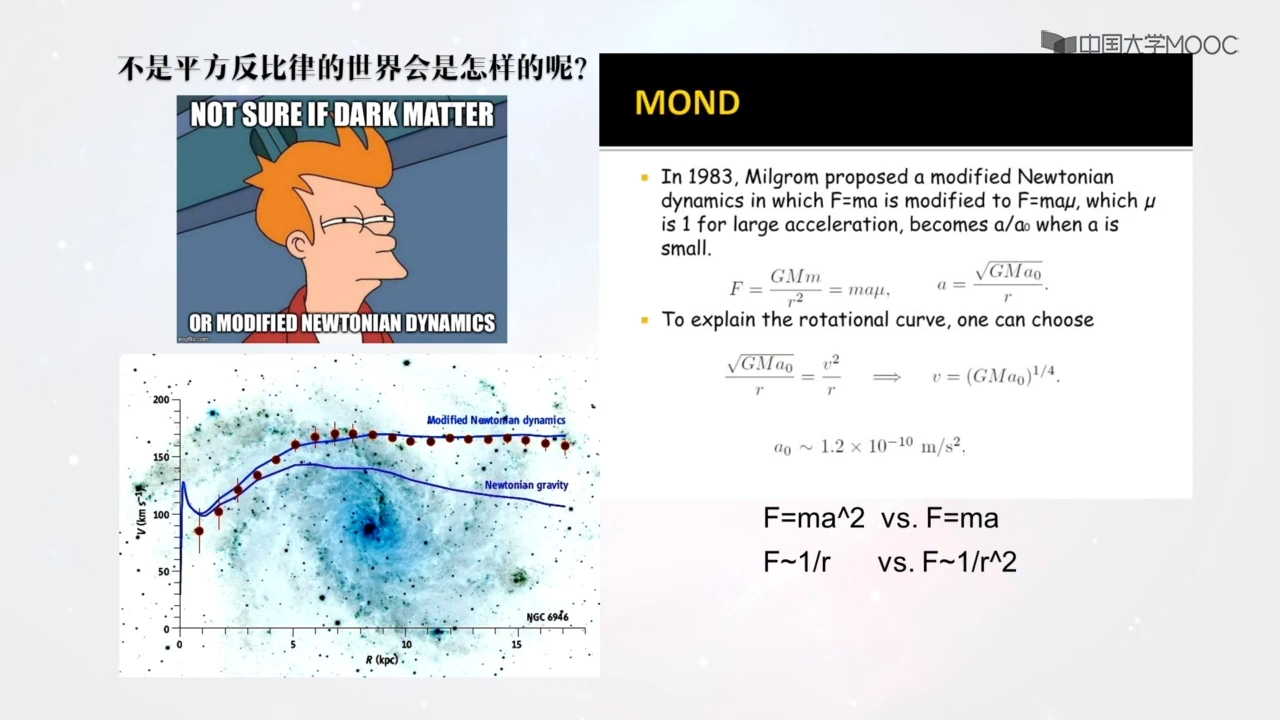 中国大学MOOC
不是平方反比律的世界会是怎样的呢?
NOT SURE IF DARK MATTER
OR MODIFIED NEWTONIAN DYNAMICS
imgflip.com
200
150
100
50
0
V (km s⁻¹)
Modified Newtonian dynamics
Newtonian gravity
NGC 6946
0 5 10 15
R (kpc)
MOND
In 1983, Milgrom proposed a modified Newtonian
dynamics in which F=ma is modified to F=maμ, which μ
is 1 for large acceleration, becomes a/a₀ when a is
small.
F = GMm/r² = maμ, a = √(GMa₀)/r.
To explain the rotational curve, one can choose
√(GMa₀)/r = v²/r ⟹ v = (GMa₀)^{1/4}.
a₀ ∼ 1.2 × 10⁻¹⁰ m/s².
F=ma^2 vs. F=ma
F~1/r vs. F~1/r^2